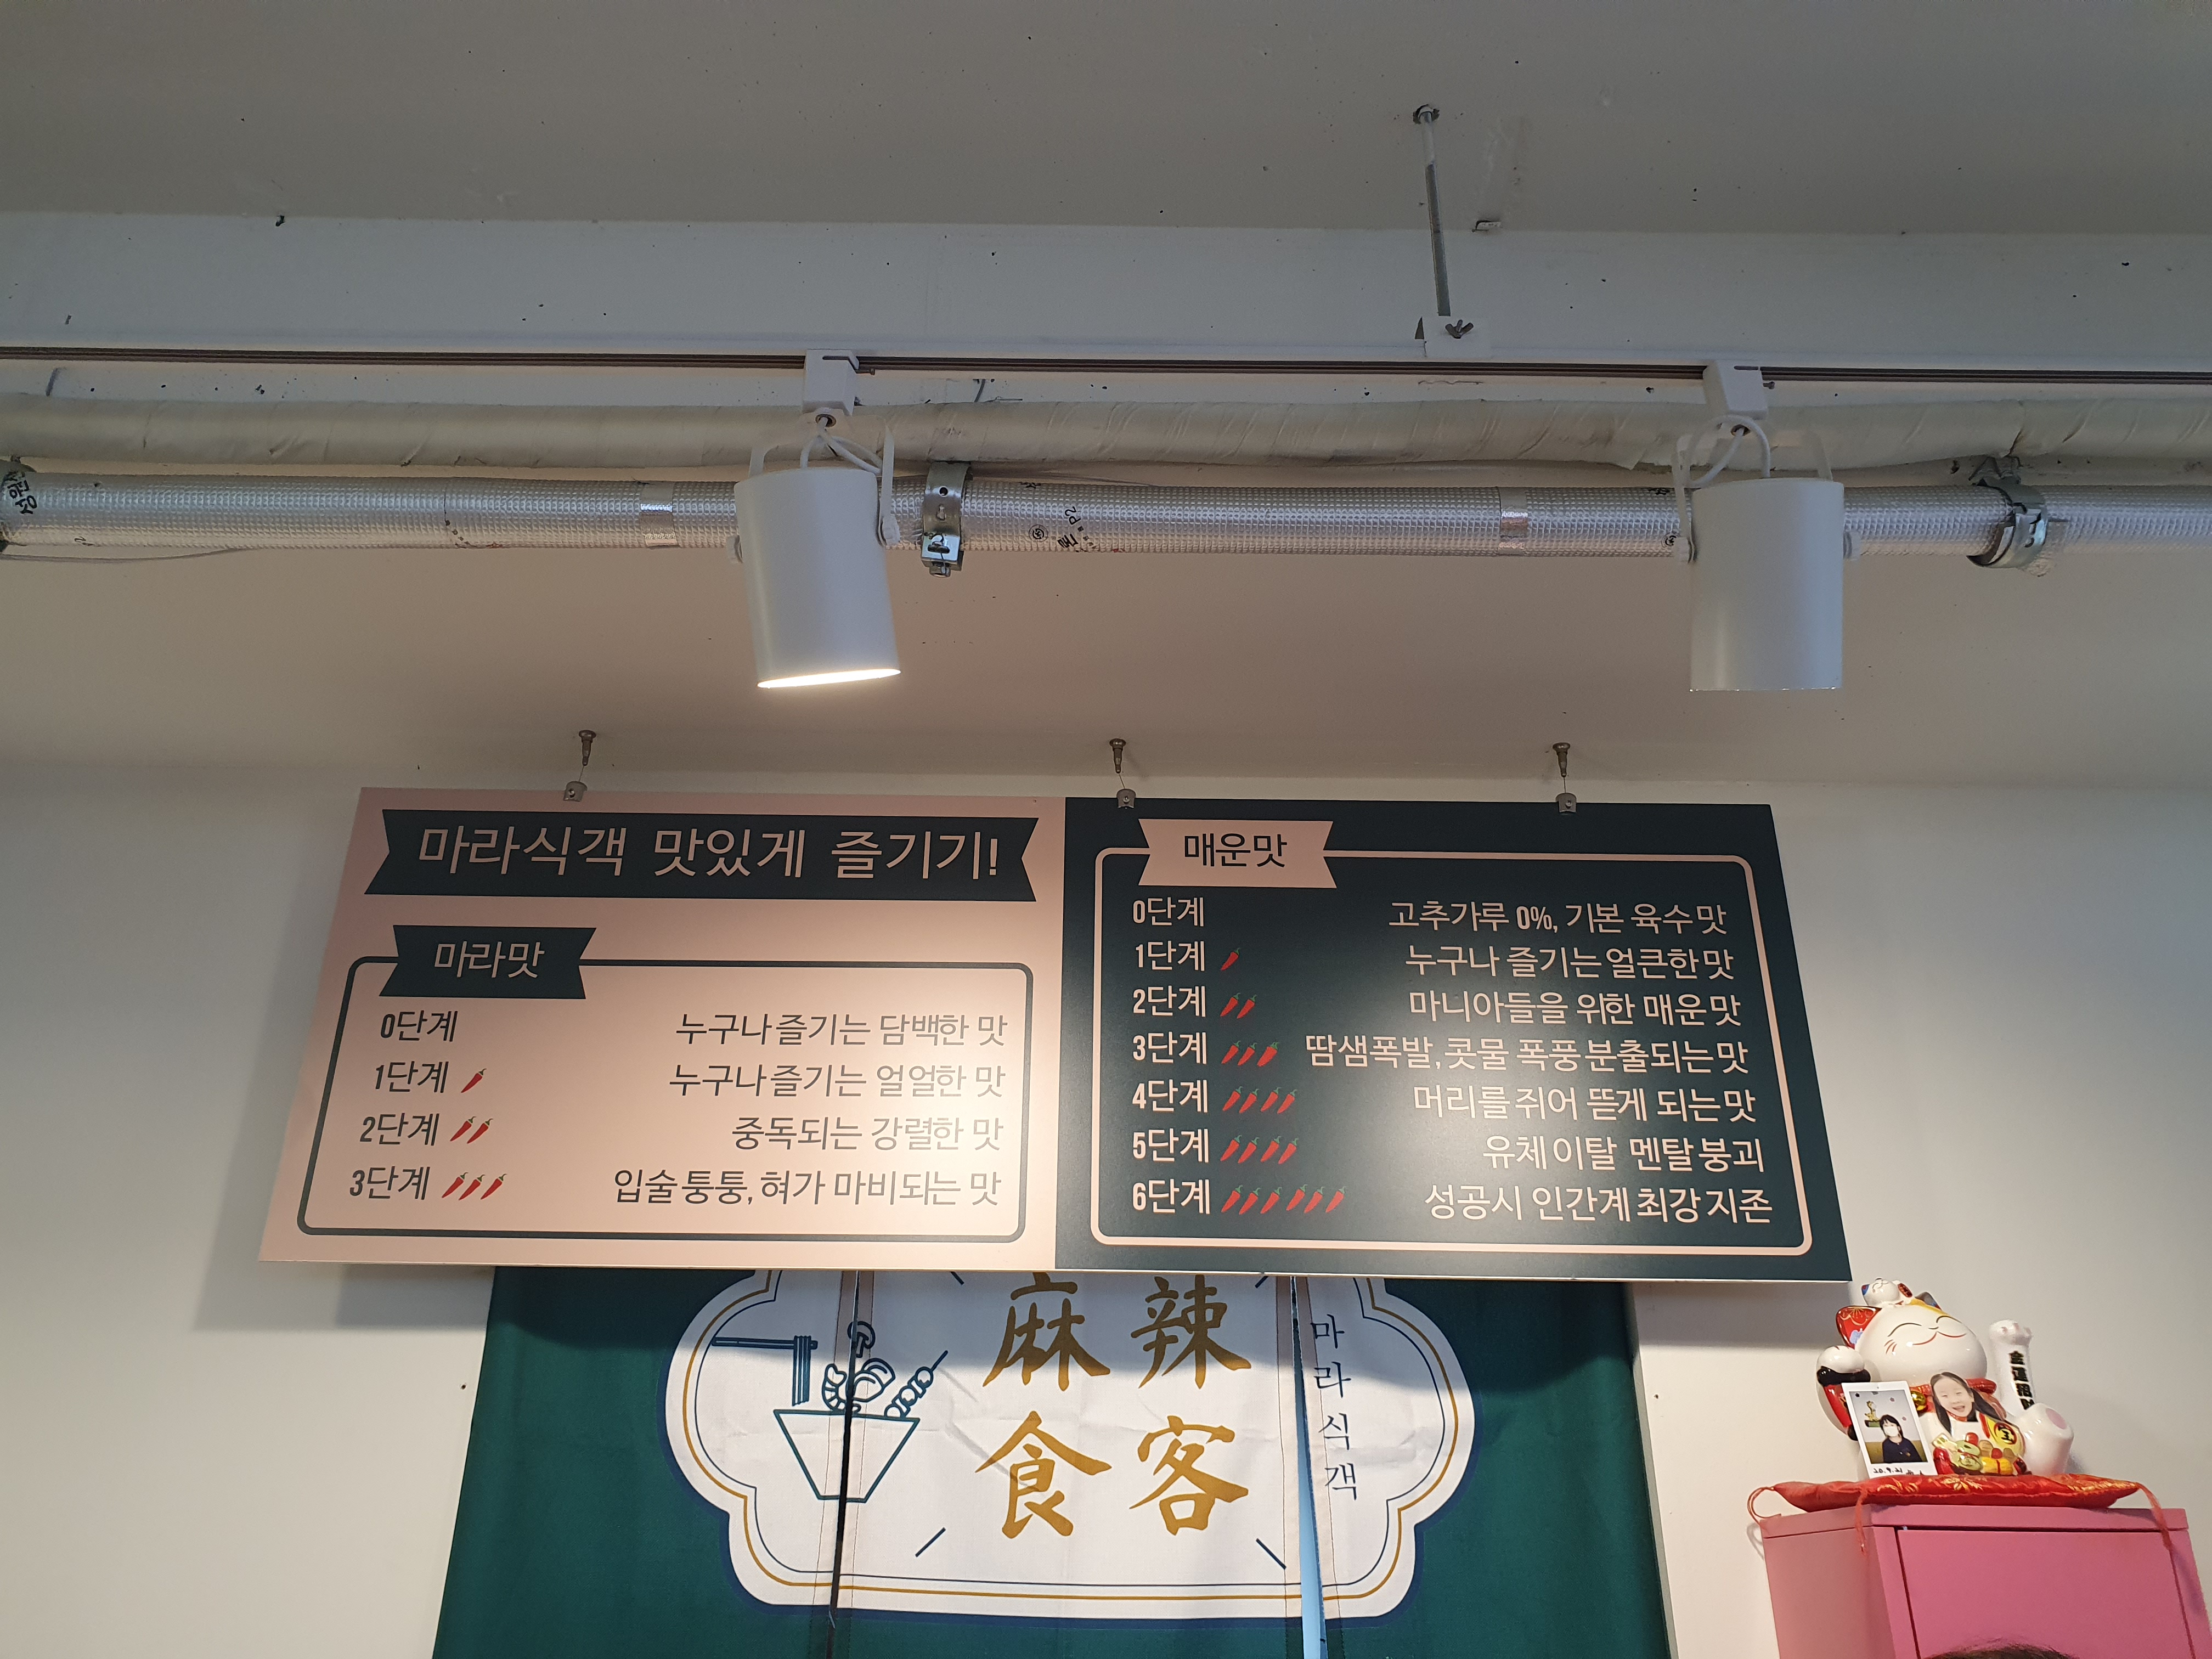 마라식객 맛있게 즐기기!
마라맛
0단계 누구나 즐기는 담백한 맛
1단계 누구나 즐기는 얼얼한 맛
2단계 중독되는 강렬한 맛
3단계 입술퉁퉁, 혀가 마비되는 맛
매운맛
0단계 고추가루 0%, 기본 육수맛
1단계 누구나 즐기는 얼큰한맛
2단계 마니아들을 위한 매운맛
3단계 땀샘폭발, 콧물 폭풍 분출되는맛
4단계 머리를 쥐어 뜯게 되는맛
5단계 유체이탈 멘탈붕괴
6단계 성공시 인간계 최강지존
麻辣
食客
마라식객